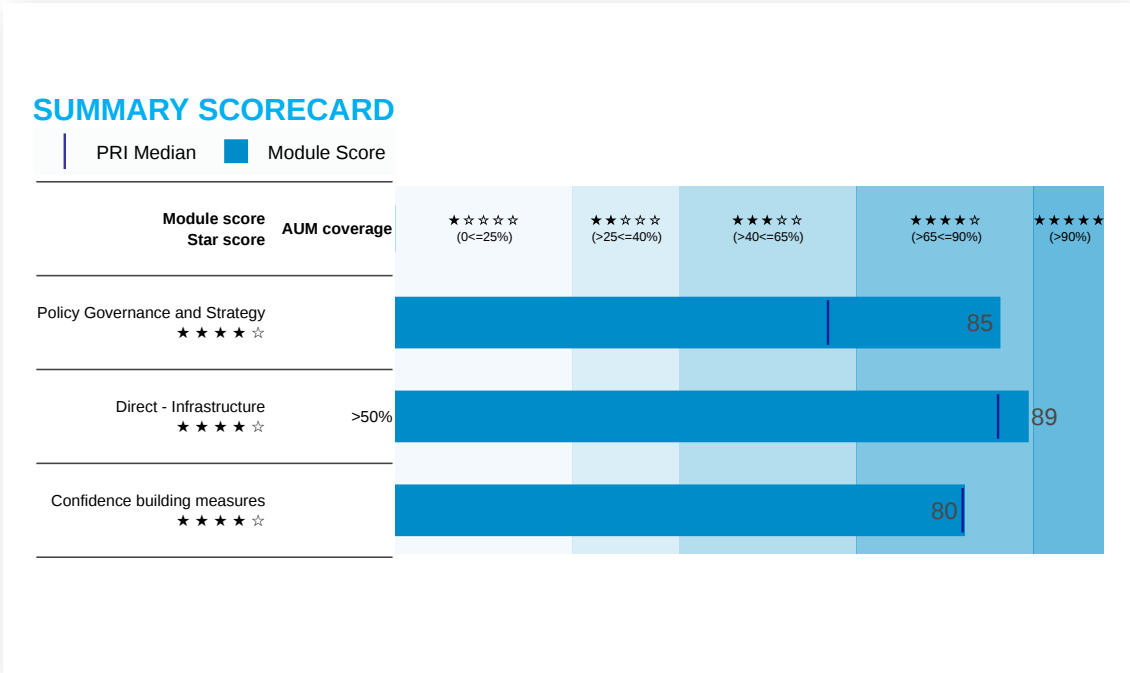 SUMMARY SCORECARD
PRI Median Module Score
Module score
Star score
AUM coverage
★☆☆☆☆
(0<=25%)
★★☆☆☆
(>25<=40%)
★★★☆☆
(>40<=65%)
★★★★☆
(>65<=90%)
★★★★★
(>90%)
Policy Governance and Strategy
★★★★☆
85
Direct - Infrastructure
★★★★☆
>50%
89
Confidence building measures
★★★★☆
80